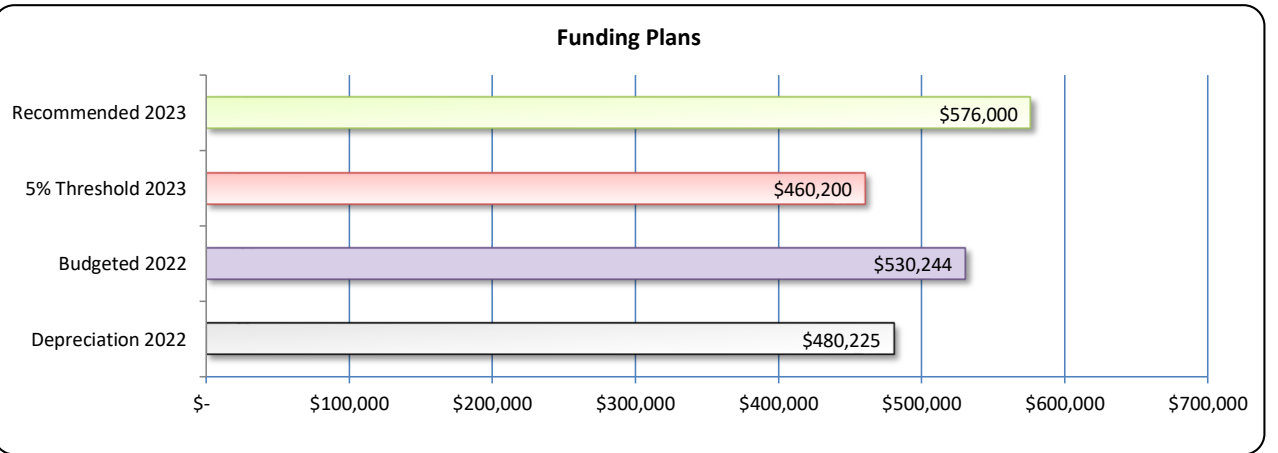 Funding Plans
Recommended 2023
$576,000
5% Threshold 2023
$460,200
Budgeted 2022
$530,244
Depreciation 2022
$480,225
$- $100,000 $200,000 $300,000 $400,000 $500,000 $600,000 $700,000